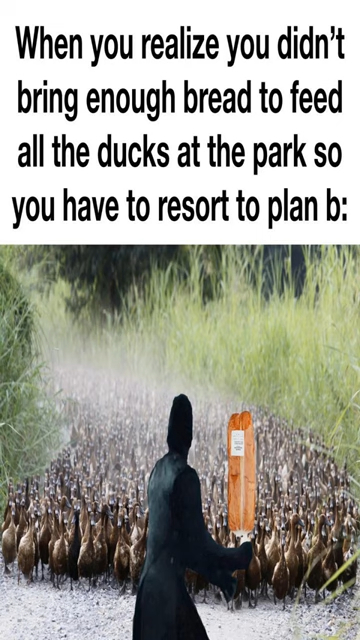 When you realize you didn’t
bring enough bread to feed
all the ducks at the park so
you have to resort to plan b: